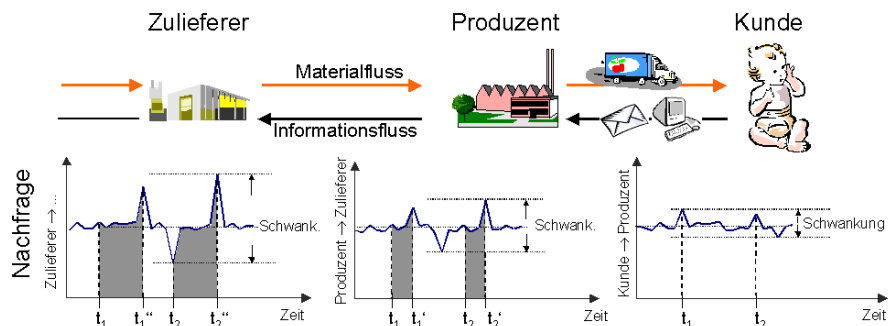 Zulieferer
Produzent
Kunde
Materialfluss
Informationsfluss
Nachfrage
Zulieferer → ...
Schwank.
t₁ t₁“ t₂ t₂“ Zeit
Produzent → Zulieferer
Schwank.
t₁ t₁‘ t₂ t₂‘ Zeit
Kunde → Produzent
Schwankung
t₁ t₂ Zeit